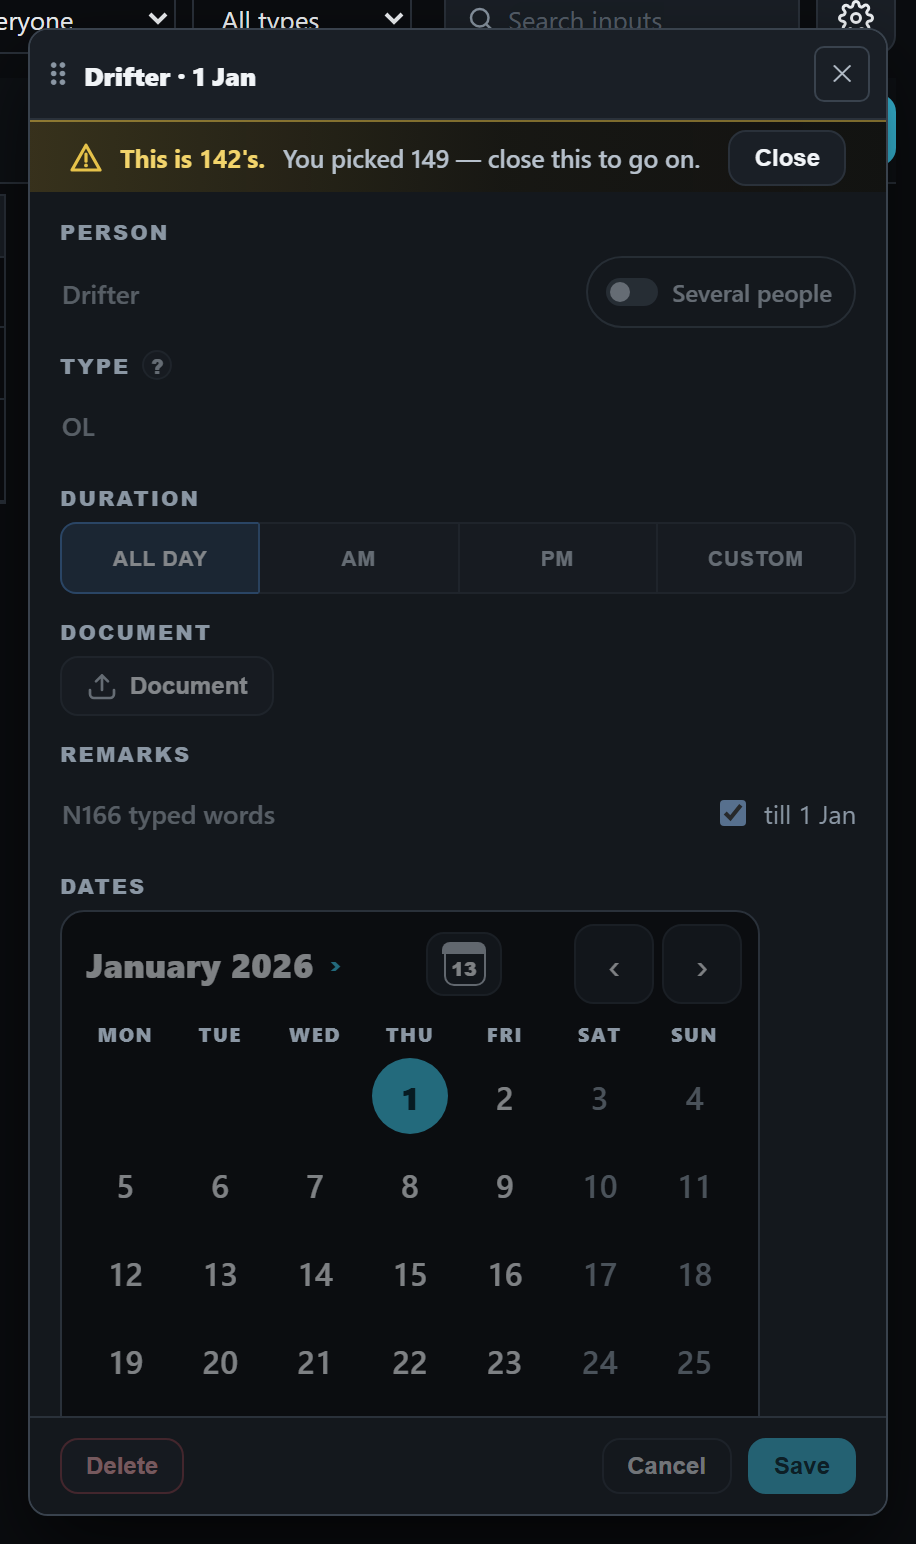 eryone All types Search inputs
Drifter · 1 Jan
This is 142's. You picked 149 — close this to go on. Close
PERSON
Drifter Several people
TYPE ?
OL
DURATION
ALL DAY AM PM CUSTOM
DOCUMENT
Document
REMARKS
N166 typed words till 1 Jan
DATES
January 2026 › 13 ‹ ›
MON TUE WED THU FRI SAT SUN
1 2 3 4
5 6 7 8 9 10 11
12 13 14 15 16 17 18
19 20 21 22 23 24 25
Delete Cancel Save